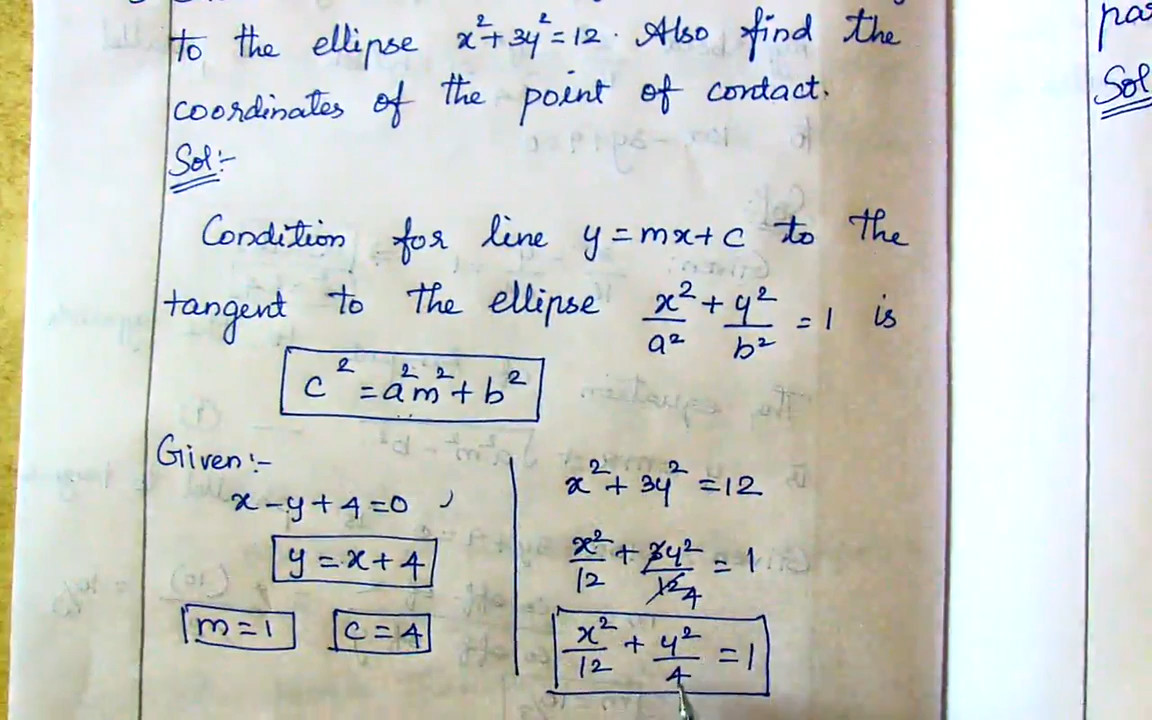 to the ellipse x²+3y²=12. Also find the
coordinates of the point of contact.
Sol:-
Condition for line y=mx+c to the
tangent to the ellipse x²/a² + y²/b² = 1 is
c² = a²m² + b²
Given:-
x-y+4=0,
y=x+4
m=1 c=4
x²+3y²=12
x²/12 + 3y²/12 4 = 1
x²/12 + y²/4 = 1
Sol